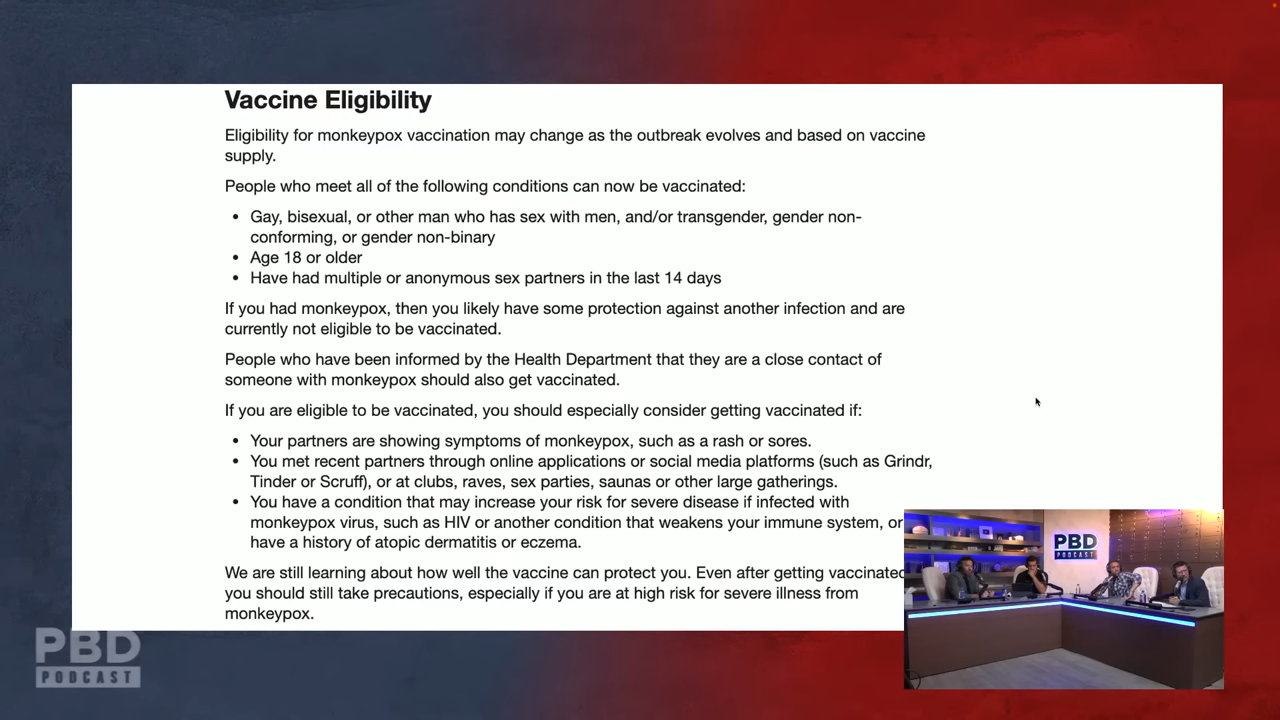 Vaccine Eligibility
Eligibility for monkeypox vaccination may change as the outbreak evolves and based on vaccine
supply.
People who meet all of the following conditions can now be vaccinated:
• Gay, bisexual, or other man who has sex with men, and/or transgender, gender non-
conforming, or gender non-binary
• Age 18 or older
• Have had multiple or anonymous sex partners in the last 14 days
If you had monkeypox, then you likely have some protection against another infection and are
currently not eligible to be vaccinated.
People who have been informed by the Health Department that they are a close contact of
someone with monkeypox should also get vaccinated.
If you are eligible to be vaccinated, you should especially consider getting vaccinated if:
• Your partners are showing symptoms of monkeypox, such as a rash or sores.
• You met recent partners through online applications or social media platforms (such as Grindr,
Tinder or Scruff), or at clubs, raves, sex parties, saunas or other large gatherings.
• You have a condition that may increase your risk for severe disease if infected with
monkeypox virus, such as HIV or another condition that weakens your immune system, or
have a history of atopic dermatitis or eczema.
We are still learning about how well the vaccine can protect you. Even after getting vaccinated
you should still take precautions, especially if you are at high risk for severe illness from
monkeypox.
PBD
PODCAST
PBD
PODCAST